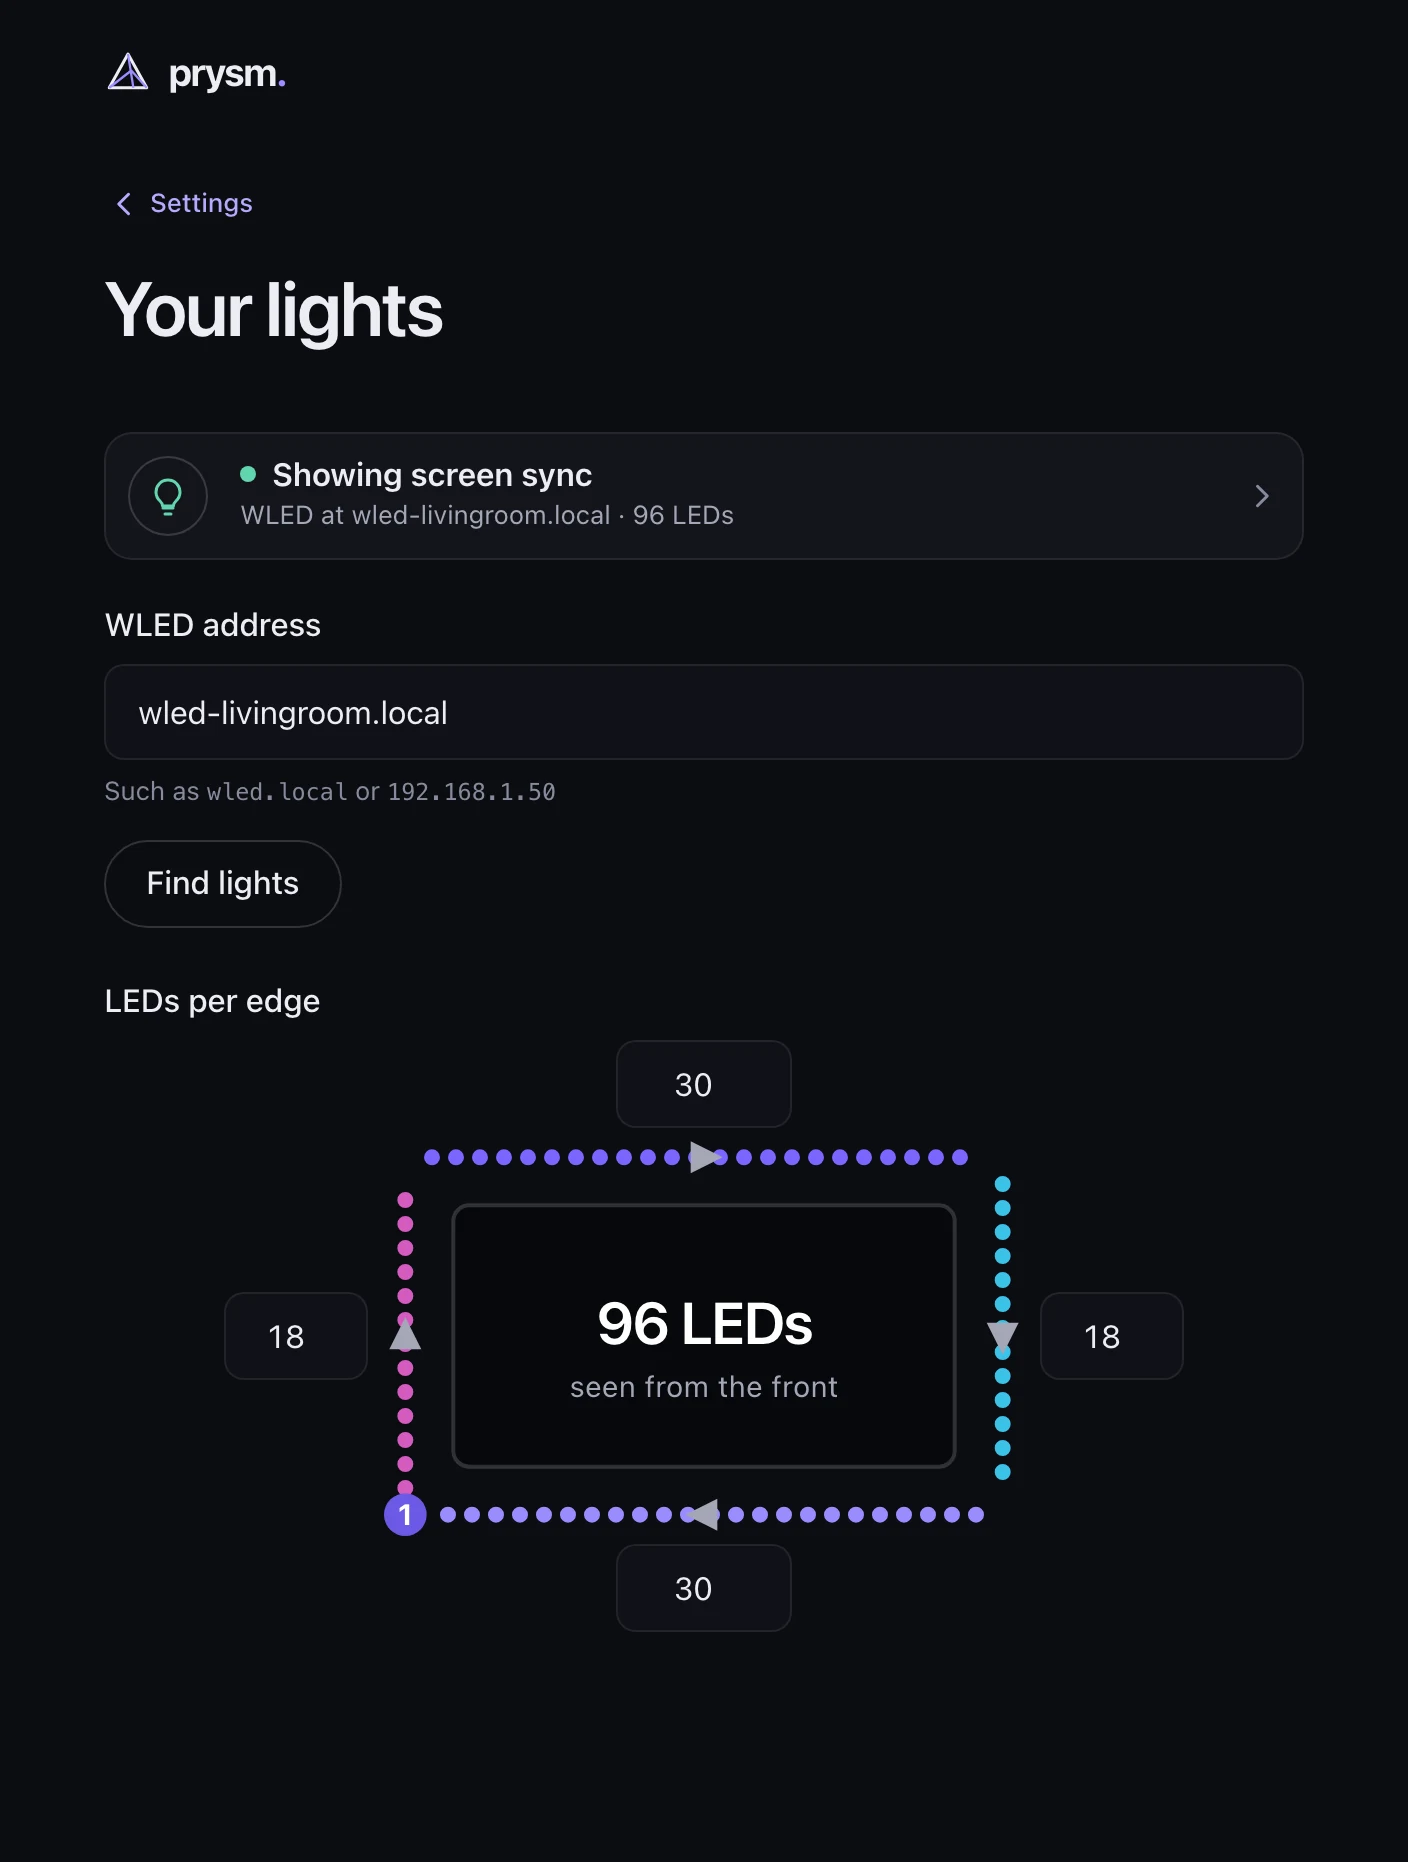 prysm.
Settings
Your lights
Showing screen sync
WLED at wled-livingroom.local · 96 LEDs
WLED address
wled-livingroom.local
Such as wled.local or 192.168.1.50
Find lights
LEDs per edge
30
18
96 LEDs
18
seen from the front
1
30